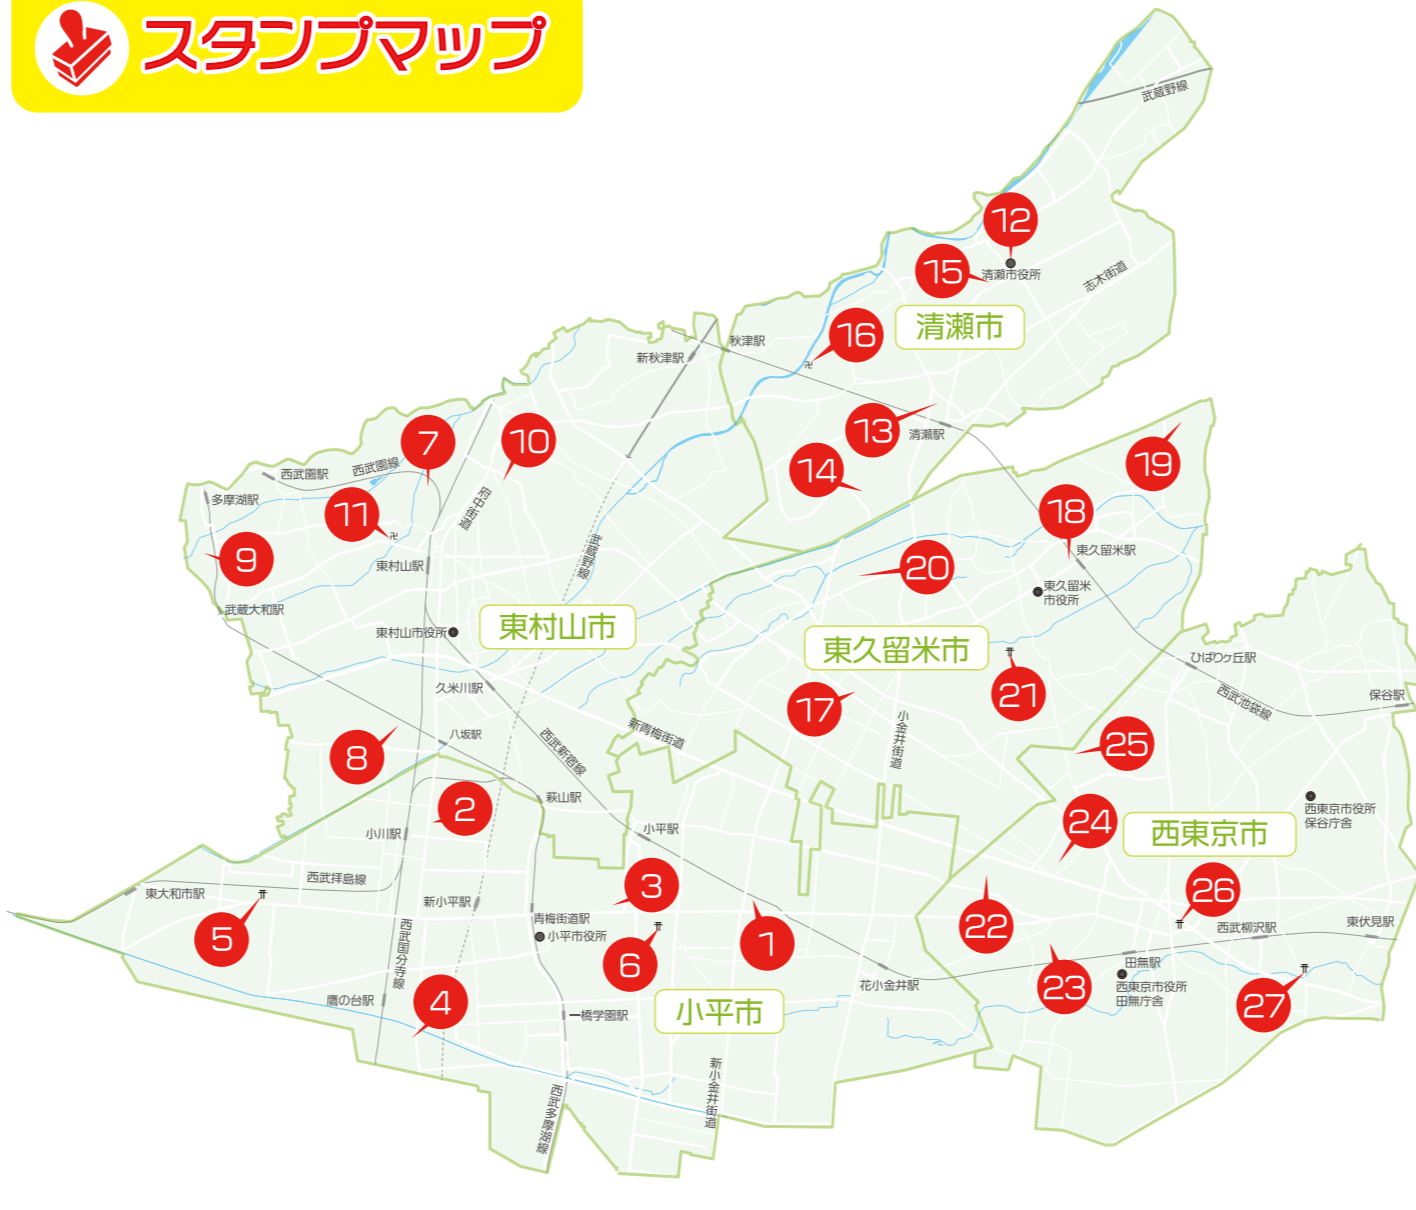 スタンプマップ
武蔵野線
12
15
清瀬市役所
志木街道
清瀬市
16
秋津駅
新秋津駅
13
清瀬駅
14
7
10
西武園駅
西武園線
多摩湖駅
11
府中街道
9
東村山駅
武蔵野線
武蔵大和駅
東村山市役所
東村山市
久米川駅
19
18
東久留米駅
20
東久留米
市役所
東久留米市
21
17
小金井街道
新青梅街道
ひばりヶ丘駅
西武池袋線
保谷駅
8
八坂駅
西武新宿線
25
2
萩山駅
小川駅
小平駅
24
西東京市
西東京市役所
保谷庁舎
西武拝島線
東大和市駅
3
新小平駅
青梅街道駅
小平市役所
5
6
1
22
26
西武柳沢駅
東伏見駅
西武国分寺線
田無駅
23
西東京市役所
田無庁舎
27
花小金井駅
鷹の台駅
4
一橋学園駅
小平市
新小金井街道
西武多摩湖線